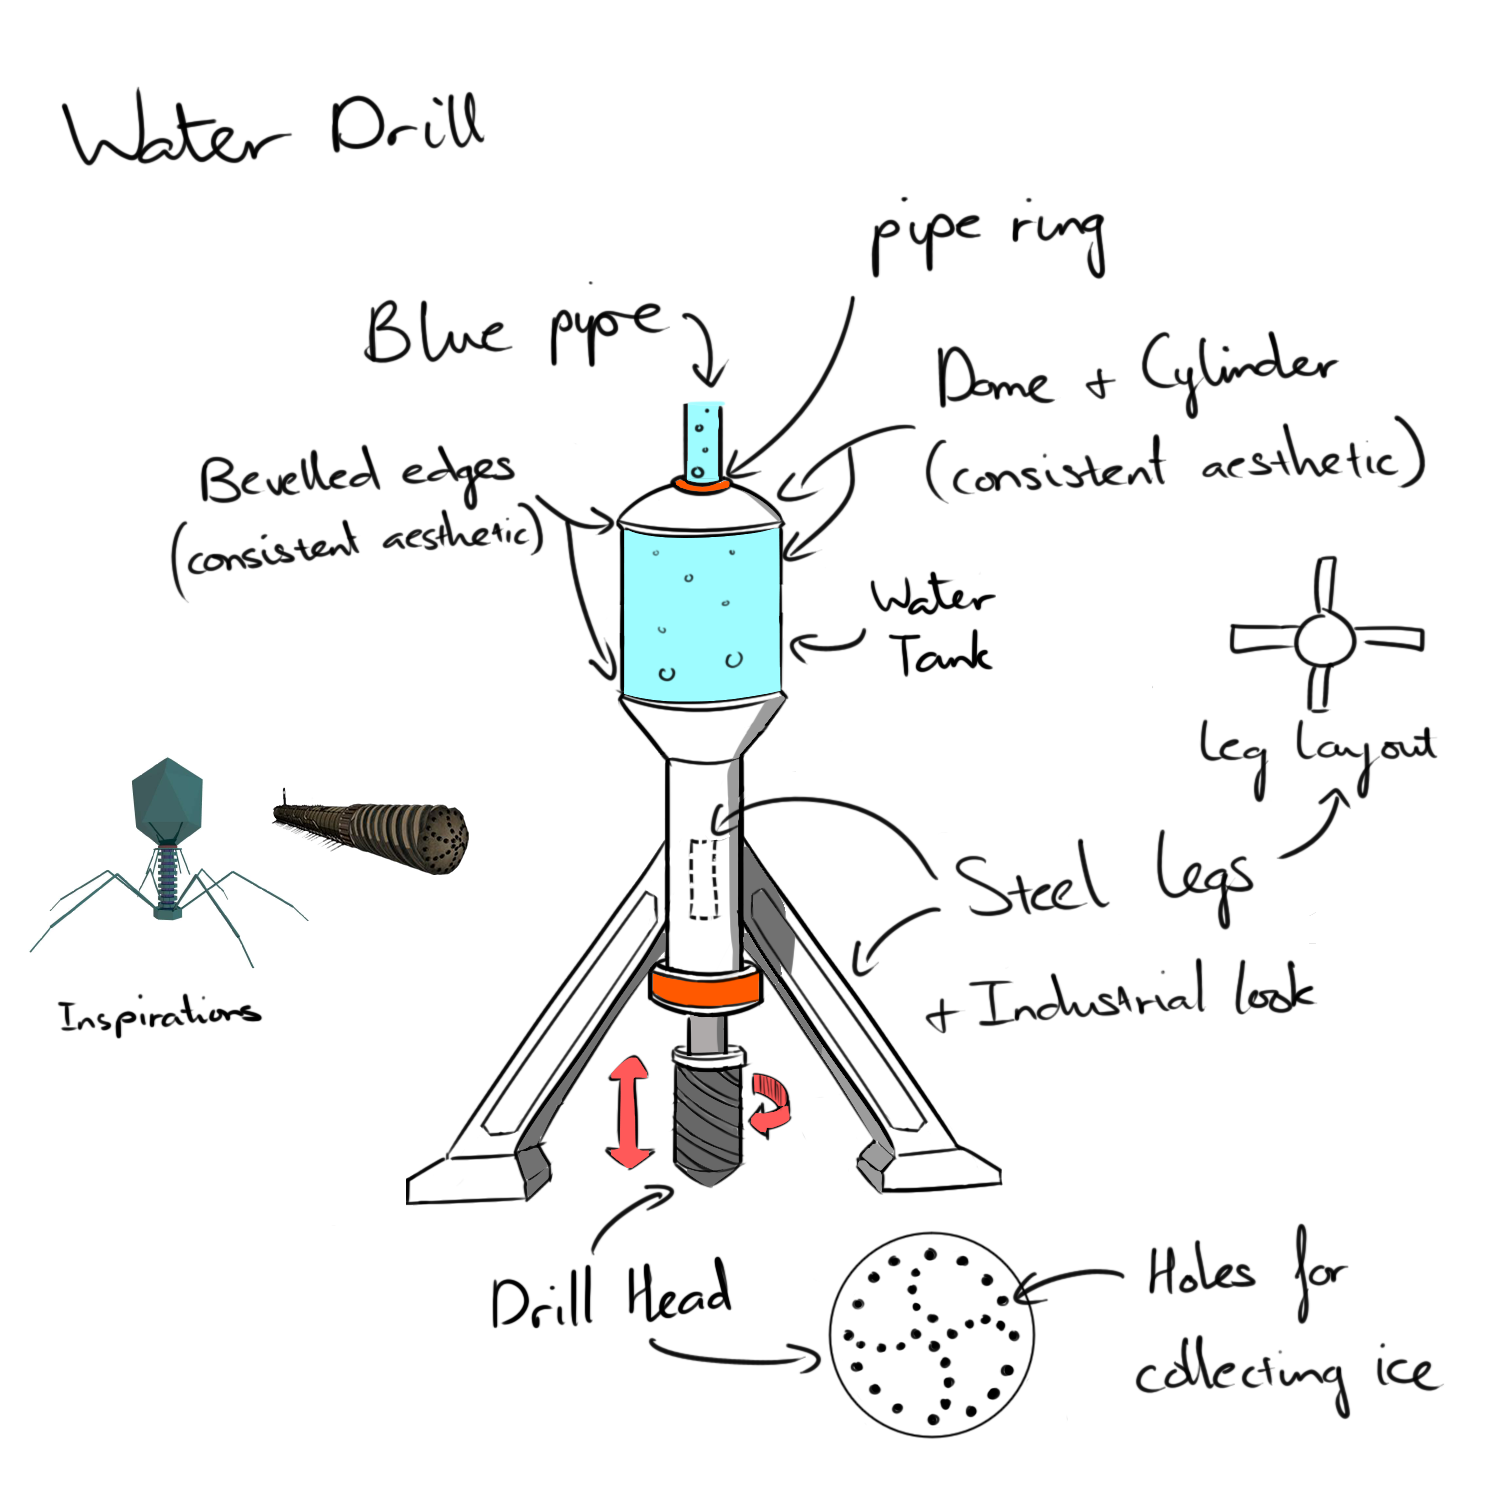 Water Drill
pipe ring
Blue pipe
Dome + Cylinder
(consistent aesthetic)
Bevelled edges
(consistent aesthetic)
Water
Tank
Leg Layout
Steel legs
+ Industrial look
Inspirations
Drill Head
Holes for
collecting ice